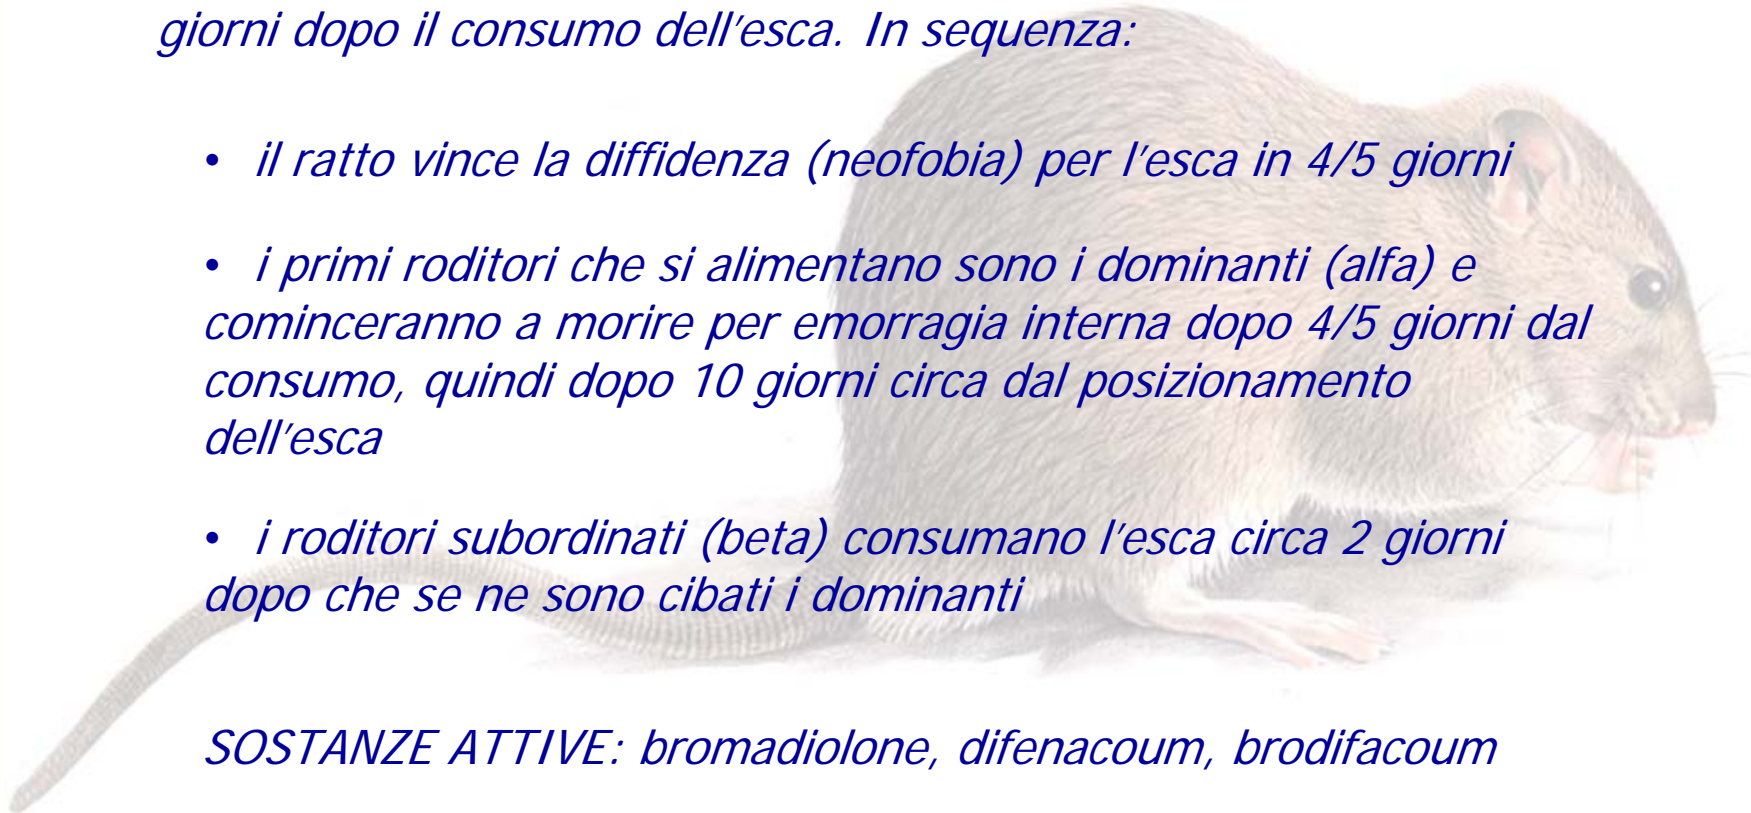 giorni dopo il consumo dell'esca. In sequenza:
• il ratto vince la diffidenza (neofobia) per l'esca in 4/5 giorni
• i primi roditori che si alimentano sono i dominanti (alfa) e
cominceranno a morire per emorragia interna dopo 4/5 giorni dal
consumo, quindi dopo 10 giorni circa dal posizionamento
dell'esca
• i roditori subordinati (beta) consumano l'esca circa 2 giorni
dopo che se ne sono cibati i dominanti
SOSTANZE ATTIVE: bromadiolone, difenacoum, brodifacoum